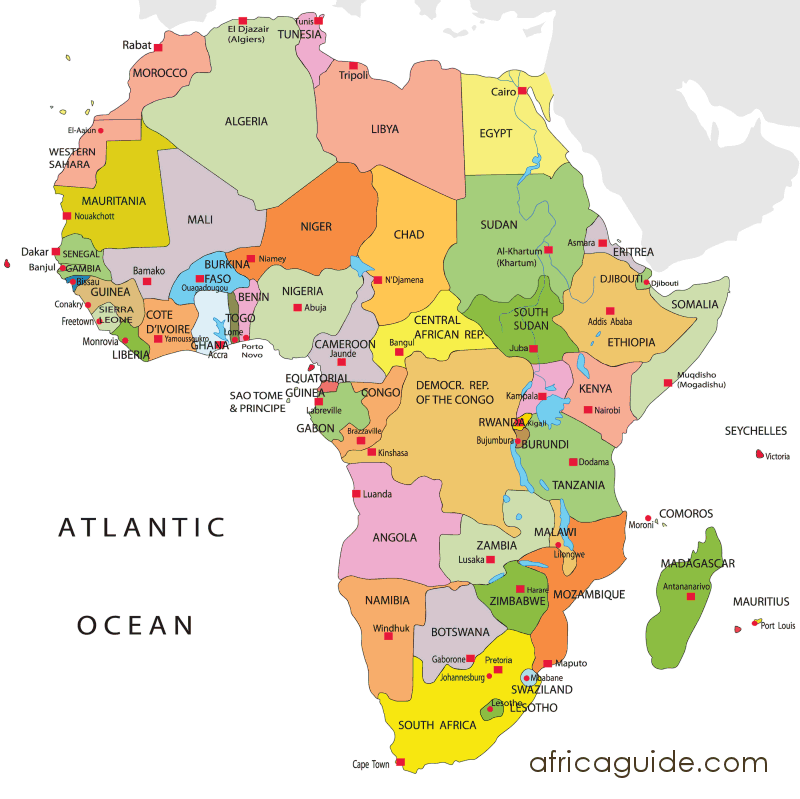 Tunis
El Djazair
(Algiers)
TUNESIA
Rabat
MOROCCO
Tripoli
Cairo
ALGERIA
LIBYA
EGYPT
El-Aaiun
WESTERN
SAHARA
MAURITANIA
Nouakchott
MALI
NIGER
CHAD
SUDAN
Al-Khartum
(Khartum)
Asmara
ERITREA
Dakar
SENEGAL
Banjul
GAMBIA
Bissau
Bamako
BURKINA
FASO
Ouagadougou
Niamey
N'Djamena
DJIBOUTI
Djibouti
GUINEA
Conakry
SIERRA
LEONE
Freetown
COTE
D'IVOIRE
Yamoussoukro
Monrovia
LIBERIA
GHANA
Accra
TOGO
Lome
BENIN
Porto
Novo
NIGERIA
Abuja
SOMALIA
SOUTH
SUDAN
Juba
Addis Ababa
ETHIOPIA
CENTRAL
AFRICAN REP.
Bangul
CAMEROON
Jaunde
EQUATORIAL
GUINEA
SAO TOME
& PRINCIPE
Labreville
GABON
CONGO
Brazzaville
Kinshasa
DEMOCR. REP.
OF THE CONGO
Kampala
KENYA
Nairobi
Muqdisho
(Mogadishu)
RWANDA
Kigali
Bujumbura
BURUNDI
Dodama
TANZANIA
SEYCHELLES
Victoria
Luanda
ANGOLA
ATLANTIC
OCEAN
ZAMBIA
Lusaka
MALAWI
Lilongwe
Moroni
COMOROS
MADAGASCAR
Antananarivo
MAURITIUS
Port Louis
NAMIBIA
Windhuk
BOTSWANA
Gaborone
Harare
ZIMBABWE
MOZAMBIQUE
Pretoria
Johannesburg
Maputo
Mbabane
SWAZILAND
Lesotho
LESOTHO
SOUTH AFRICA
Cape Town
africaguide.com